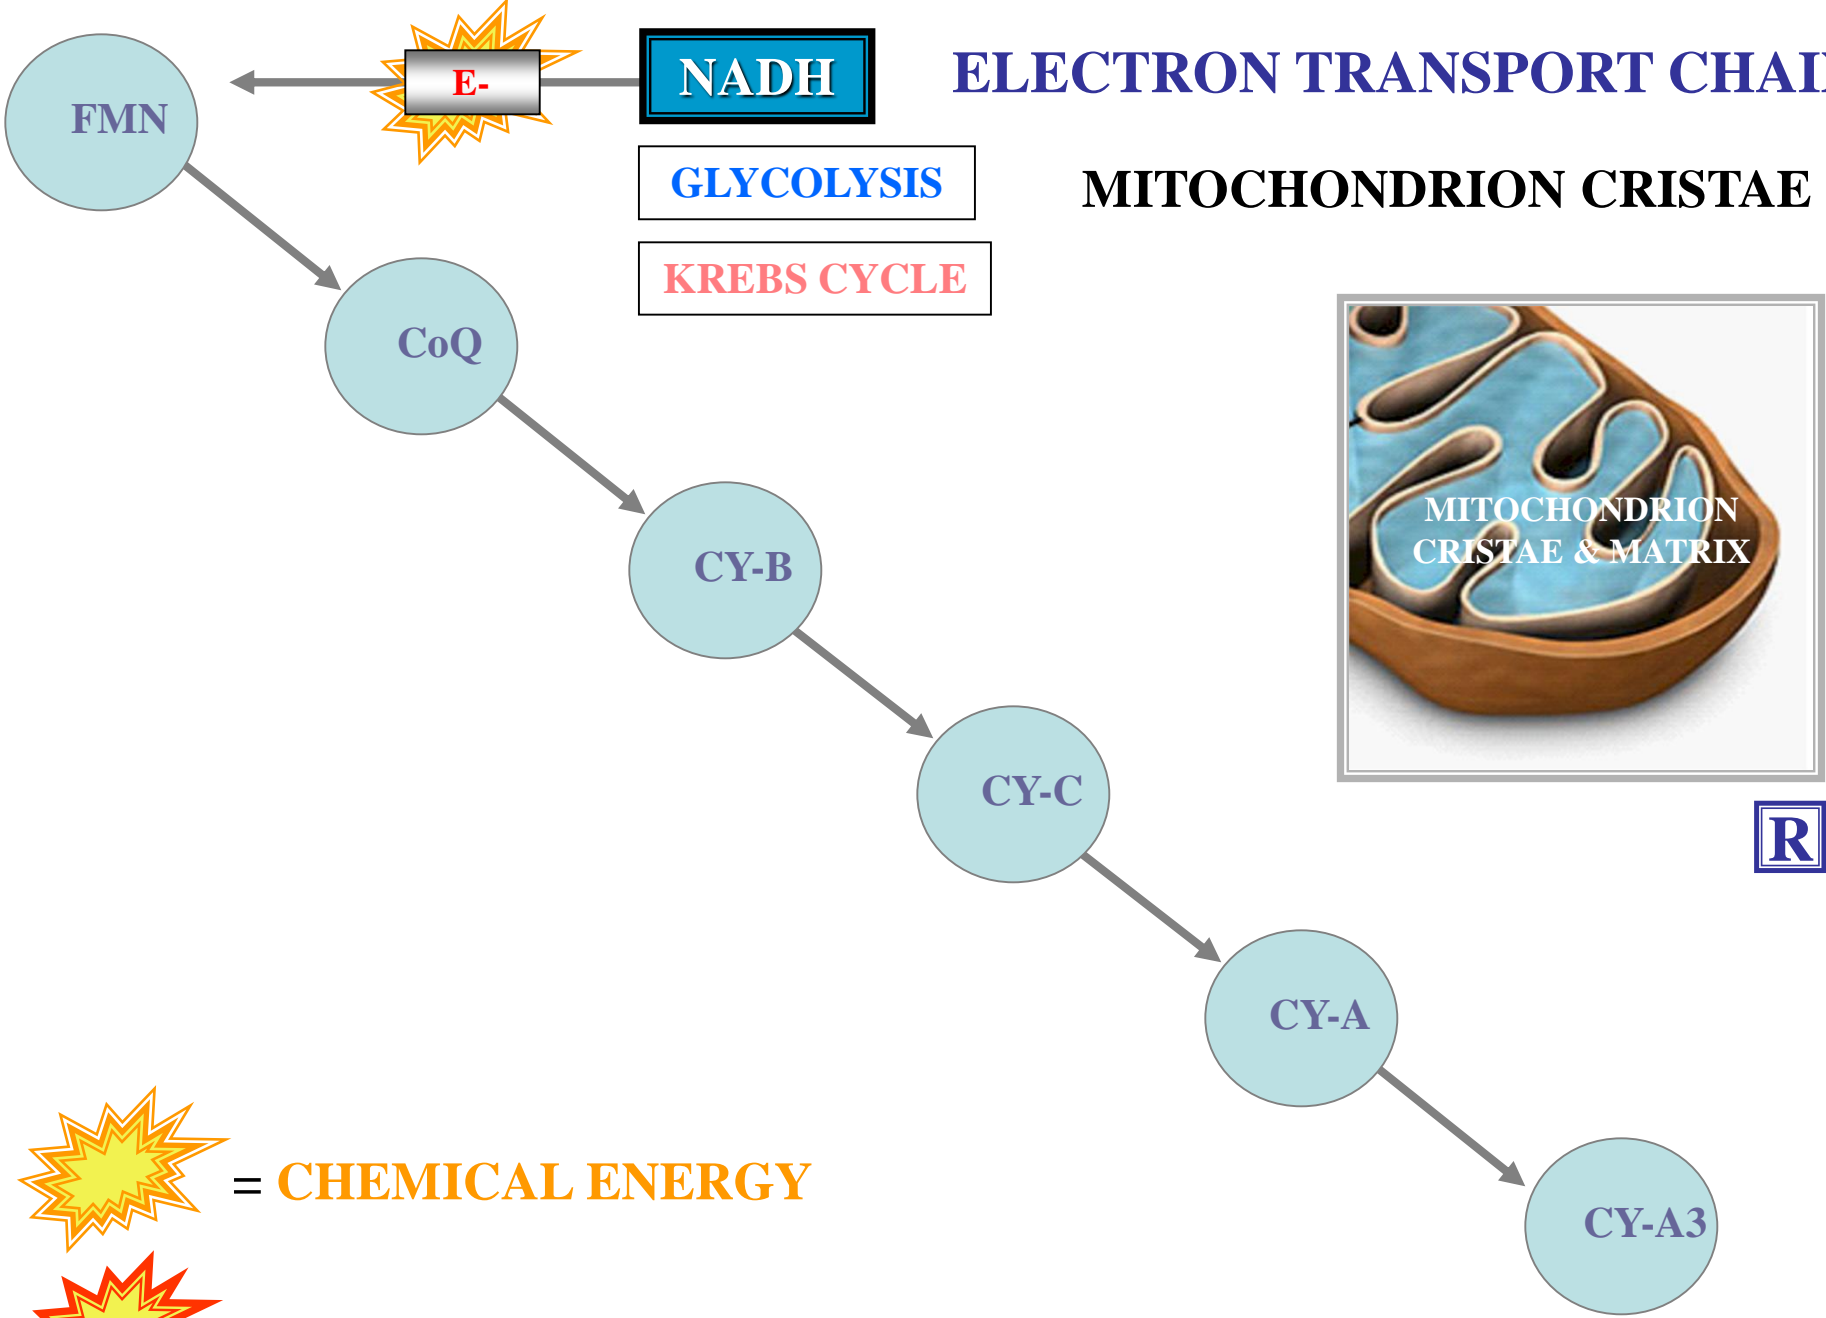 E-
NADH
ELECTRON TRANSPORT CHAI
FMN
GLYCOLYSIS
MITOCHONDRION CRISTAE
KREBS CYCLE
CoQ
MITOCHONDRION
CRISTAE & MATRIX
CY-B
CY-C
R
CY-A
= CHEMICAL ENERGY
CY-A3